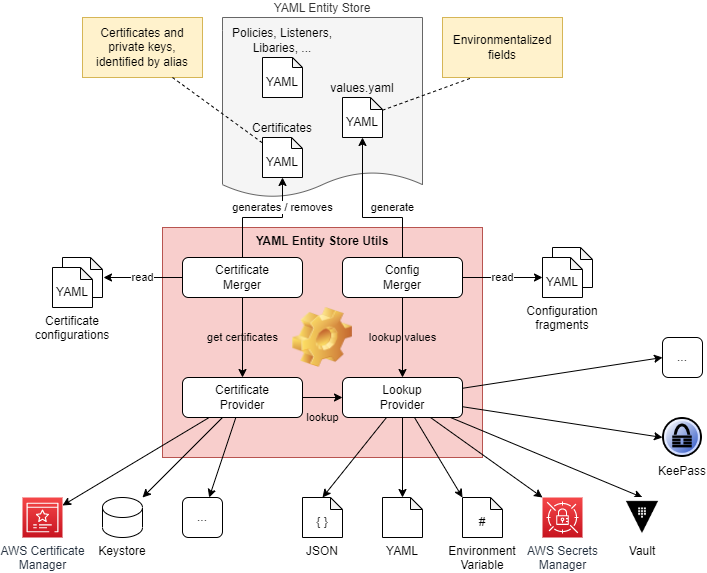 YAML Entity Store
Certificates and
private keys,
identified by alias
Policies, Listeners,
Libaries, ...
YAML
Environmentalized
fields
values.yaml
YAML
Certificates
YAML
generates / removes
generate
YAML Entity Store Utils
Certificate
Merger
Config
Merger
read
read
YAML
Certificate
configurations
YAML
Configuration
fragments
get certificates
lookup values
Certificate
Provider
lookup
Lookup
Provider
...
KeePass
AWS Certificate
Manager
Keystore
...
{ }
JSON
YAML
YAML
#
Environment
Variable
AWS Secrets
Manager
Vault